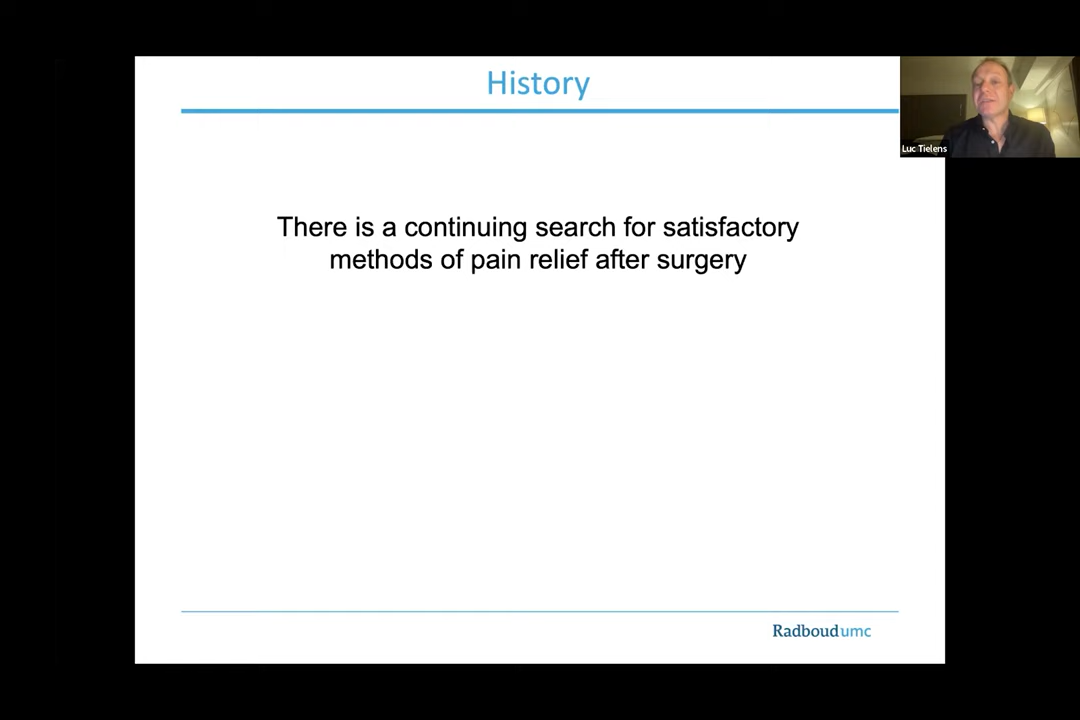 History
Luc Tielens
There is a continuing search for satisfactory
methods of pain relief after surgery
Radboudumc